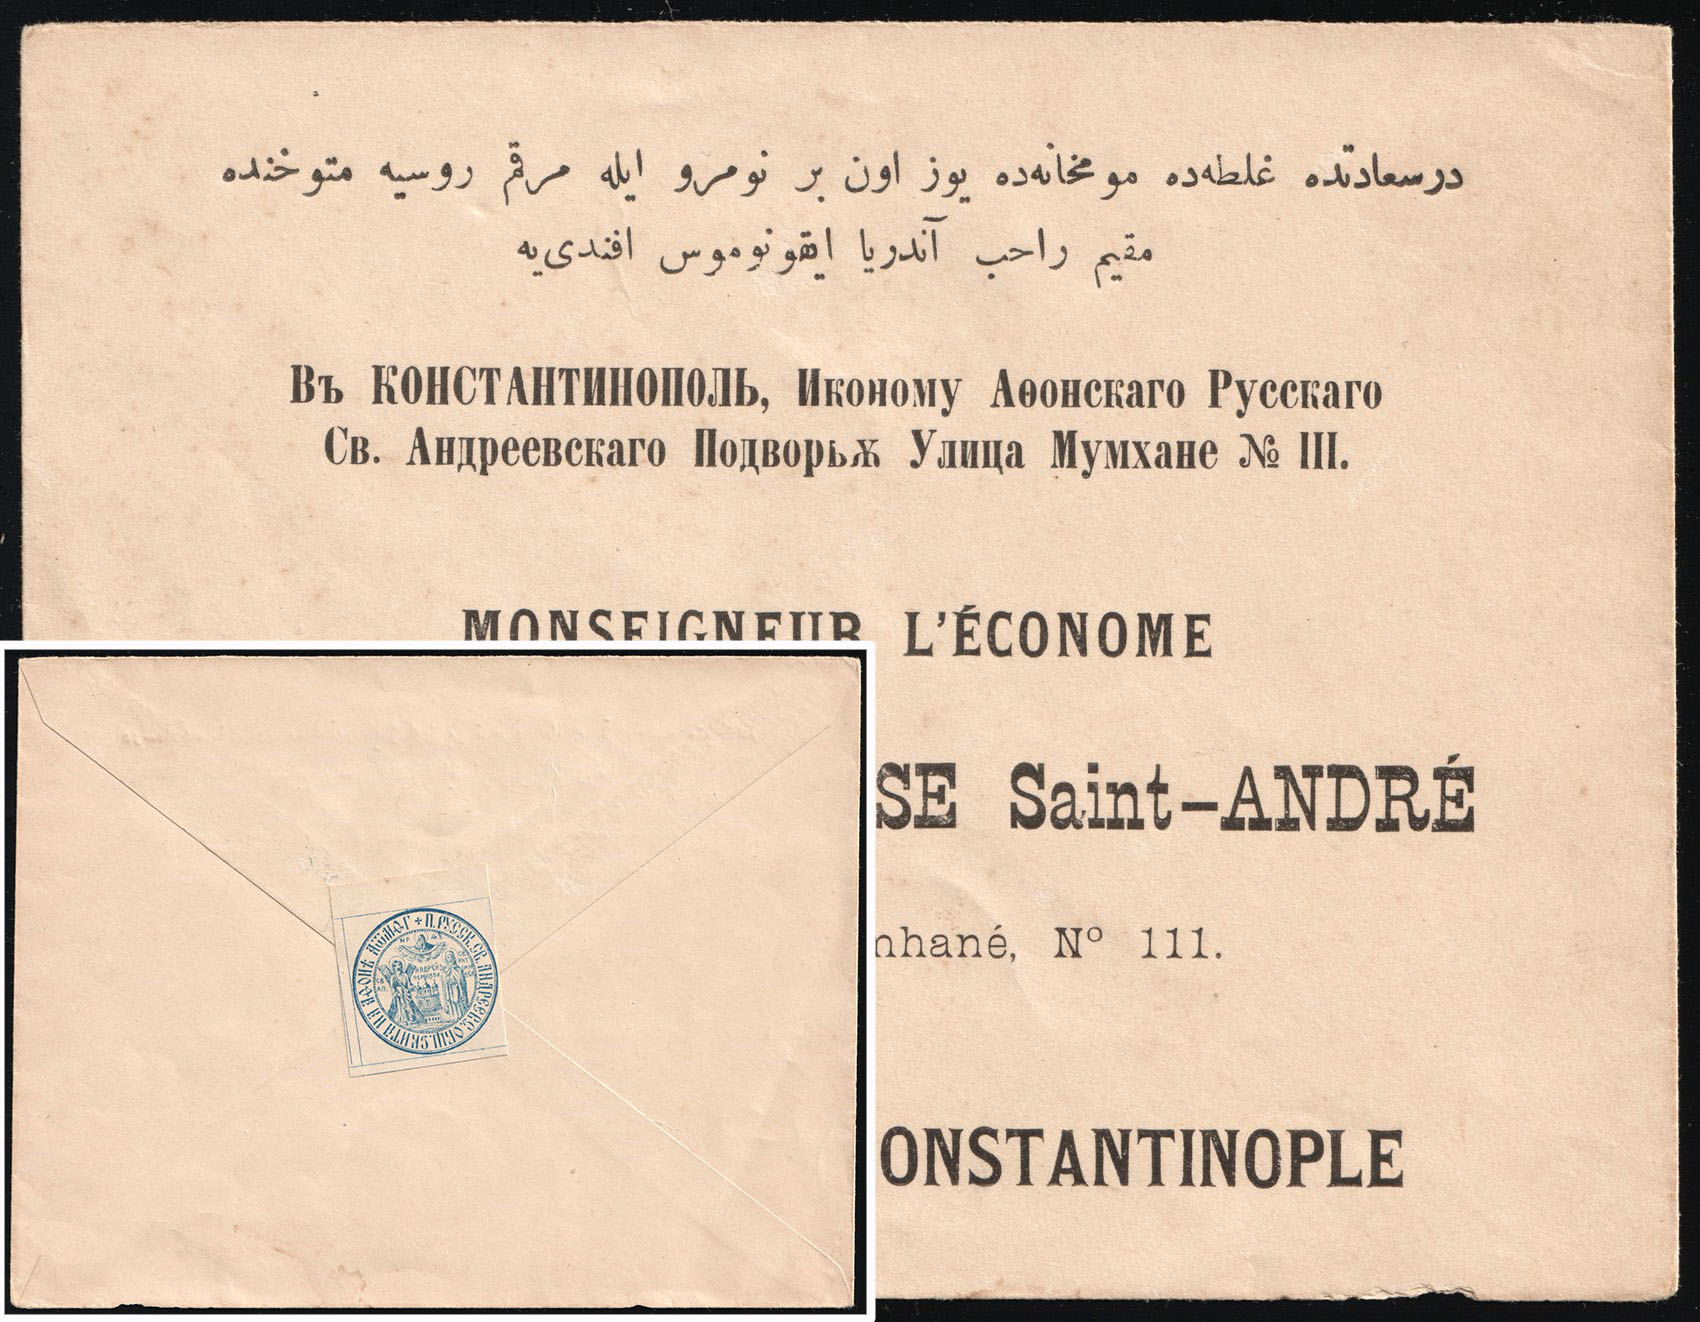 درسعادتده غلطه‌ده مومخانه‌ده یوز اون بر نومرو ایله مرقم روسیه متوخنده
مقیم راحب آندریا ایقونوموس افندی‌یه
Въ КОНСТАНТИНОПОЛЬ, Иконому Аѳонскаго Русскаго
Св. Андреевскаго Подворьѫ Улица Мумхане № III.
MONSEIGNEUR L'ÉCONOME
SE Saint-ANDRÉ
nhané, Nº 111.
ONSTANTINOPLE